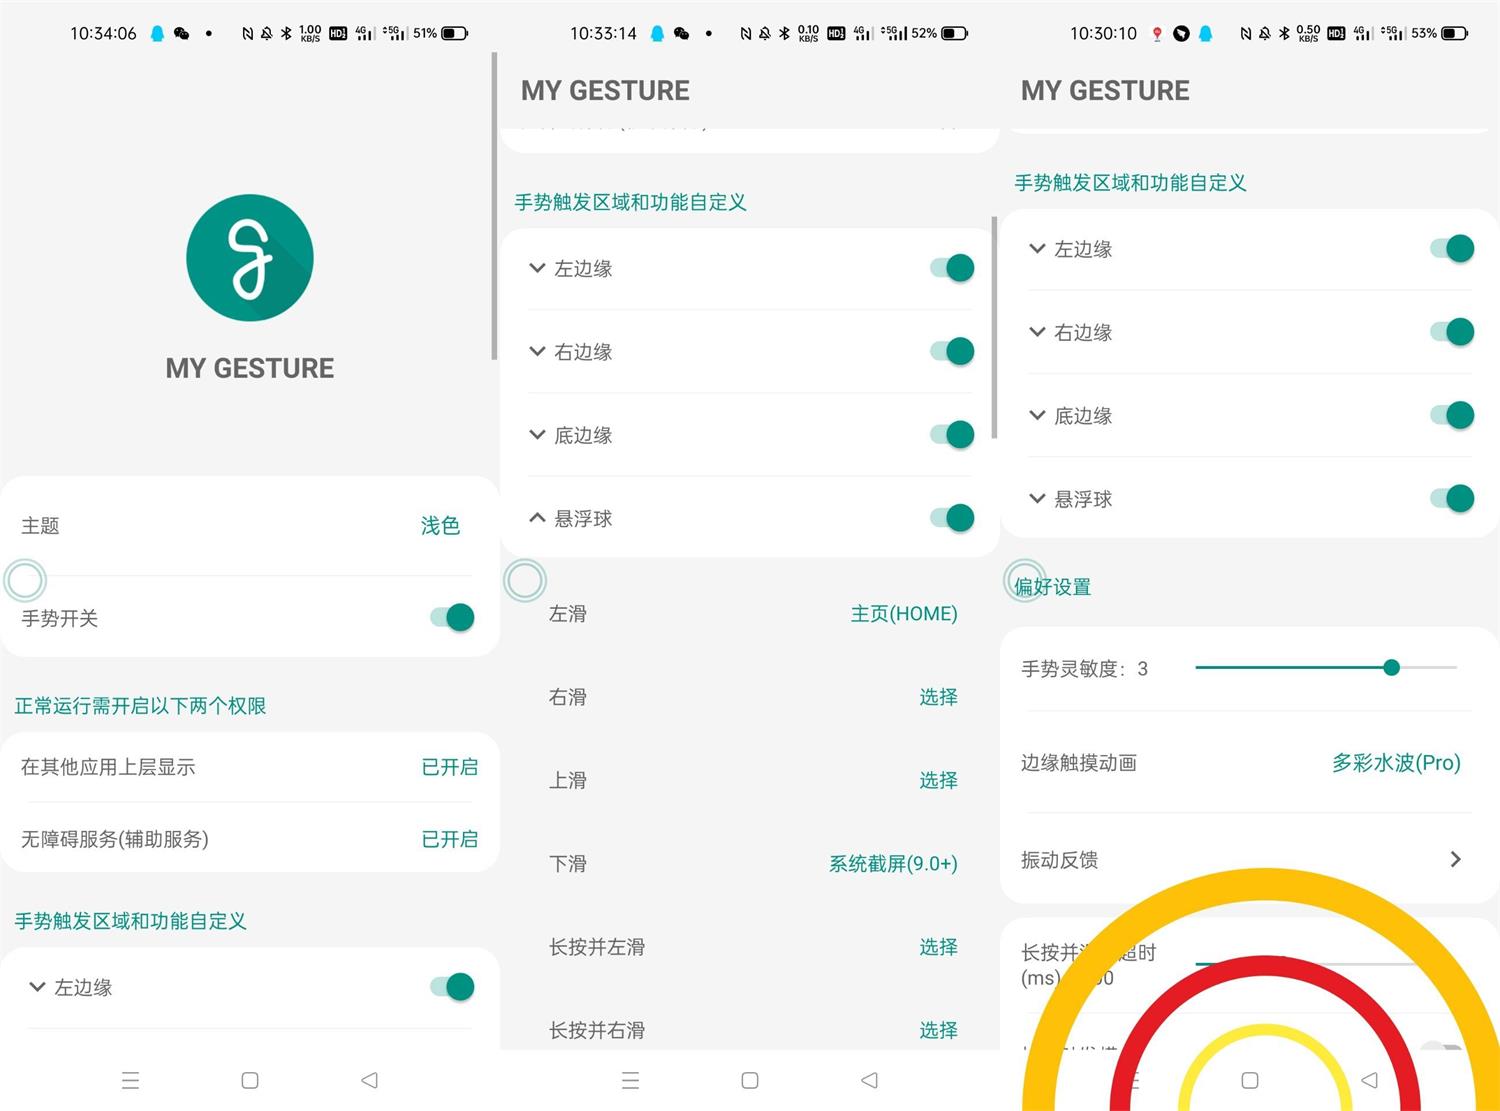 10:34:06
1.00
KB/S
HD
4G
5G
51%
MY GESTURE
主题
浅色
手势开关
正常运行需开启以下两个权限
在其他应用上层显示
已开启
无障碍服务(辅助服务)
已开启
手势触发区域和功能自定义
左边缘
10:33:14
0.10
KB/S
HD
4G
5G
52%
MY GESTURE
手势触发区域和功能自定义
左边缘
右边缘
底边缘
悬浮球
左滑
主页(HOME)
右滑
选择
上滑
选择
下滑
系统截屏(9.0+)
长按并左滑
选择
长按并右滑
选择
10:30:10
0.50
KB/S
HD
4G
5G
53%
MY GESTURE
手势触发区域和功能自定义
左边缘
右边缘
底边缘
悬浮球
偏好设置
手势灵敏度：3
边缘触摸动画
多彩水波(Pro)
振动反馈
长按并 超时
(ms)